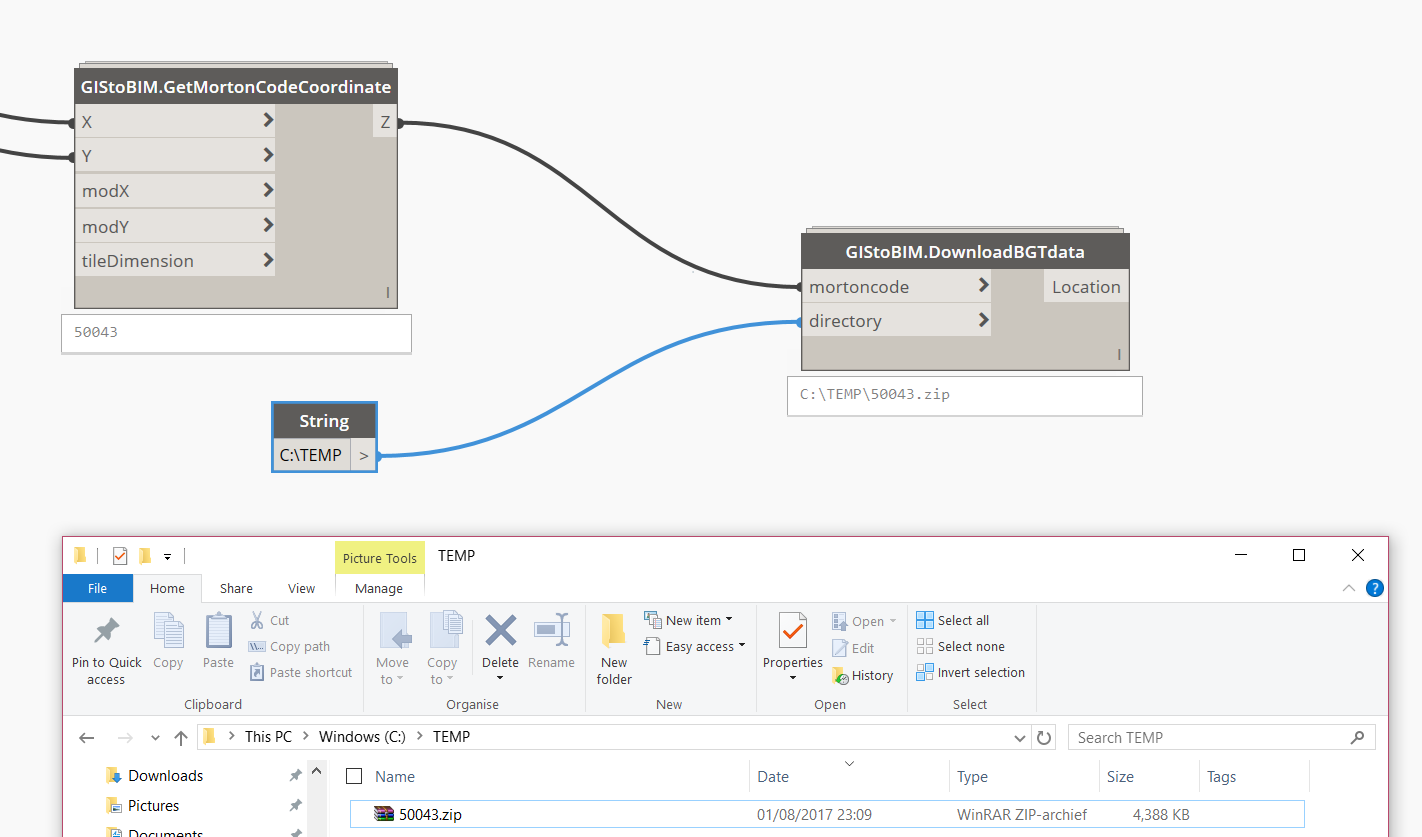 GIStoBIM.GetMortonCodeCoordinate
X
Z
Y
modX
modY
tileDimension
l
50043
GIStoBIM.DownloadBGTdata
mortoncode
Location
directory
l
C:\TEMP\50043.zip
String
C:\TEMP >
Picture Tools
TEMP
File
Home
Share
View
Manage
?
Pin to Quick access
Copy
Paste
Cut
Copy path
Paste shortcut
Clipboard
Move to
Copy to
Delete
Rename
Organise
New folder
New item
Easy access
New
Properties
Open
Edit
History
Open
Select all
Select none
Invert selection
Select
This PC > Windows (C:) > TEMP
Search TEMP
Downloads
Pictures
Documents
Name
Date
Type
Size
Tags
50043.zip
01/08/2017 23:09
WinRAR ZIP-archief
4,388 KB